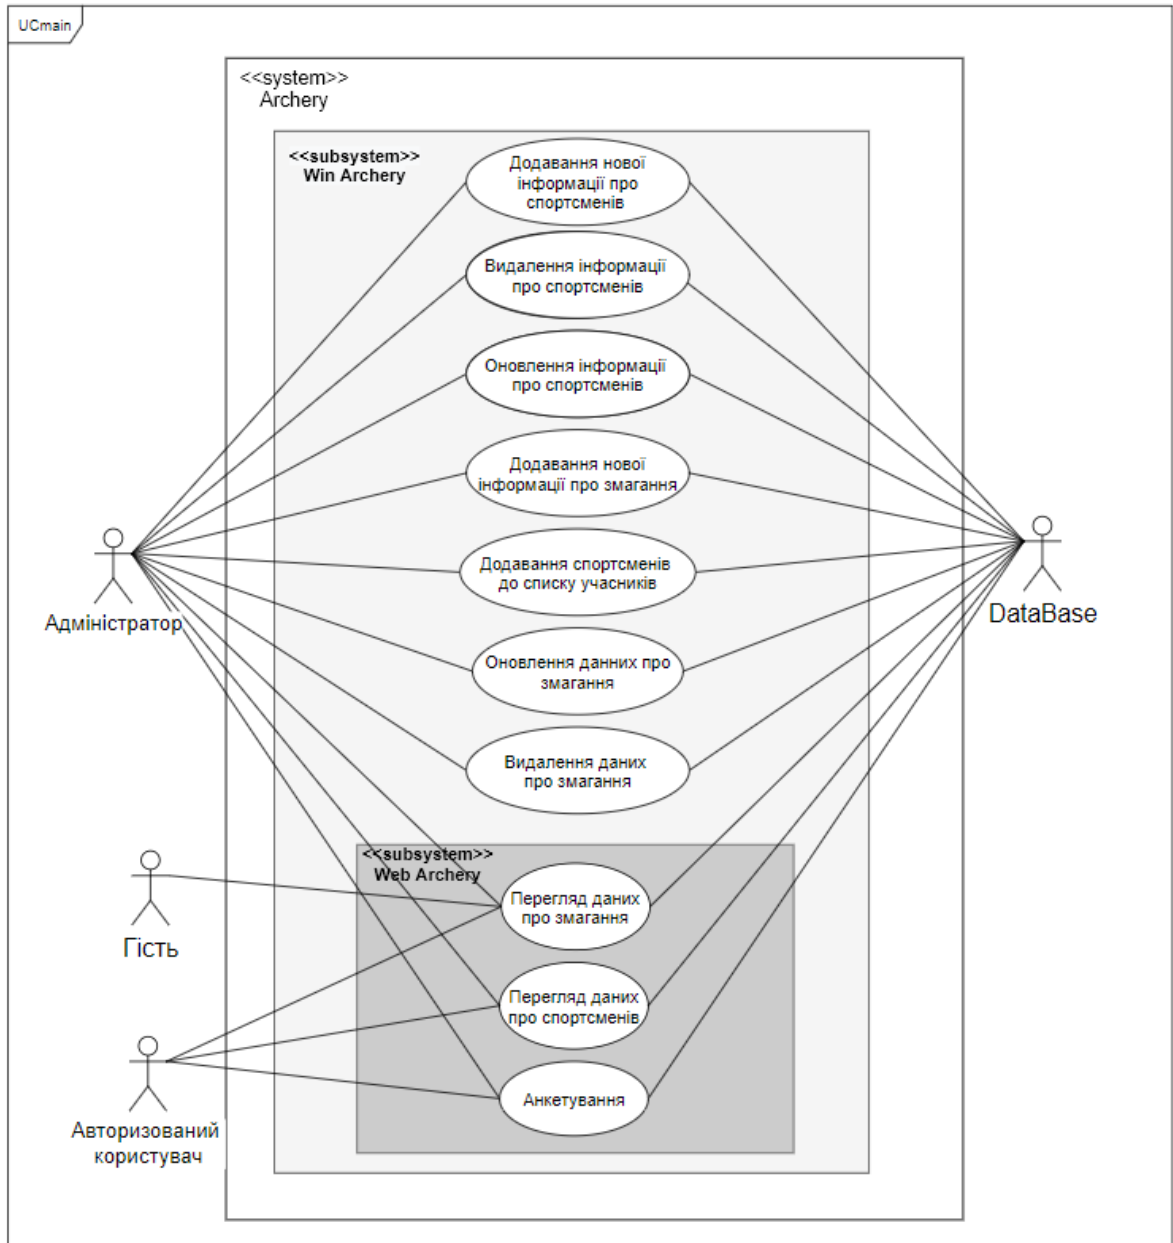 UCmain
<<system>>
Archery
<<subsystem>>
Win Archery
Додавання нової
інформації про
спортсменів
Видалення інформації
про спортсменів
Оновлення інформації
про спортсменів
Додавання нової
інформації про змагання
Додавання спортсменів
до списку учасників
Адміністратор
DataBase
Оновлення данних про
змагання
Видалення даних
про змагання
<<subsystem>>
Web Archery
Перегляд даних
про змагання
Гість
Перегляд даних
про спортсменів
Анкетування
Авторизований
користувач